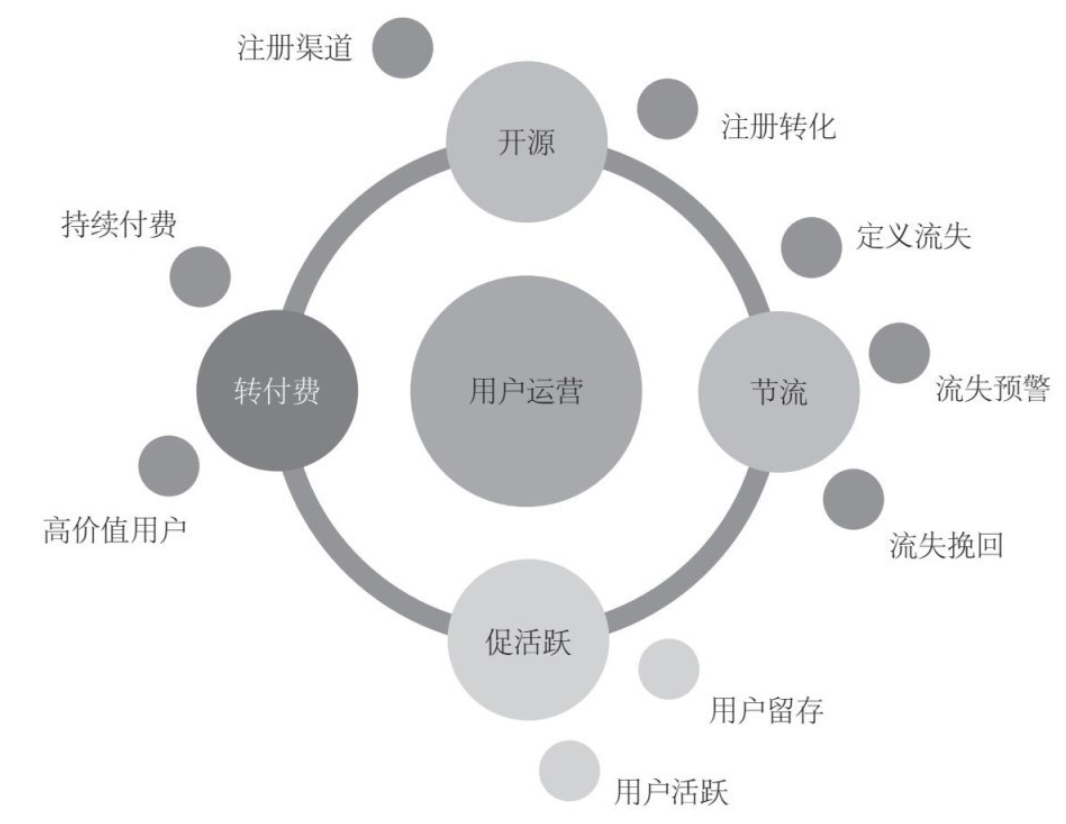 注册渠道
开源
注册转化
持续付费
定义流失
转付费
用户运营
节流
流失预警
高价值用户
流失挽回
促活跃
用户留存
用户活跃